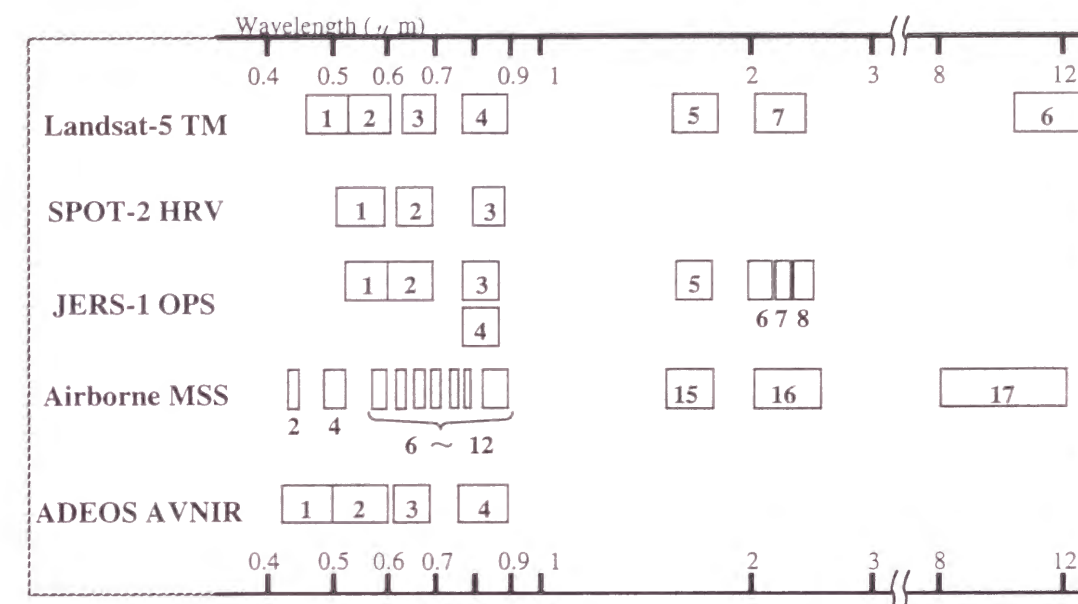 Wavelength (μ m)
0.4 0.5 0.6 0.7 0.9 1 2 3 8 12
Landsat-5 TM 1 2 3 4 5 7 6
SPOT-2 HRV 1 2 3
JERS-1 OPS 1 2 3 5
4 6 7 8
Airborne MSS 15 16 17
2 4 6 ~ 12
ADEOS AVNIR 1 2 3 4
0.4 0.5 0.6 0.7 0.9 1 2 3 8 12